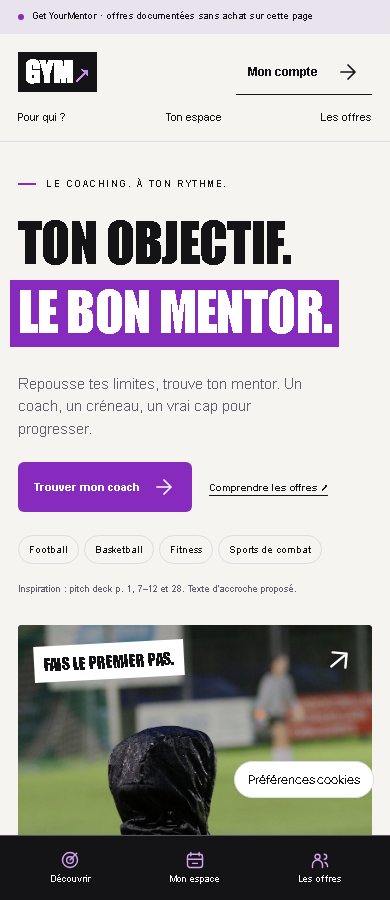 Get YourMentor · offres documentées sans achat sur cette page
GYM
Mon compte
Pour qui ?
Ton espace
Les offres
LE COACHING. À TON RYTHME.
TON OBJECTIF.
LE BON MENTOR.
Repousse tes limites, trouve ton mentor. Un
coach, un créneau, un vrai cap pour
progresser.
Trouver mon coach
Comprendre les offres ↗
Football
Basketball
Fitness
Sports de combat
Inspiration : pitch deck p. 1, 7–12 et 28. Texte d'accroche proposé.
FAIS LE PREMIER PAS.
Préférences cookies
Découvrir
Mon espace
Les offres